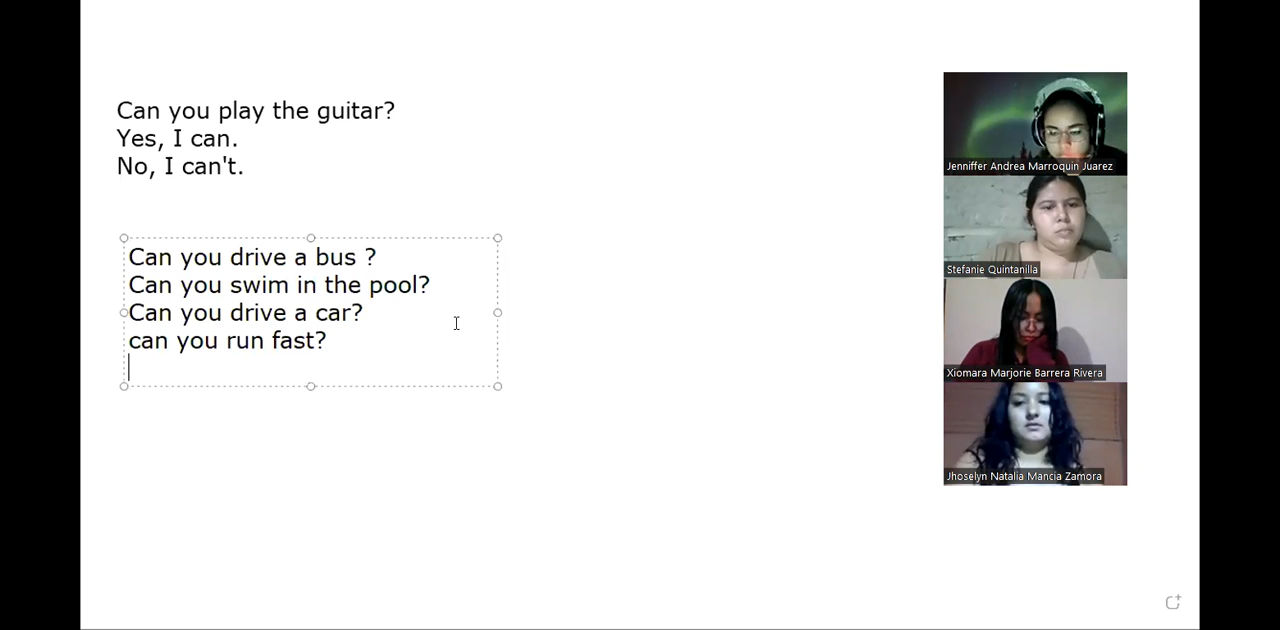 Can you play the guitar?
Yes, I can.
No, I can't.
Can you drive a bus ?
Can you swim in the pool?
Can you drive a car?
can you run fast?
Jenniffer Andrea Marroquin Juarez
Stefanie Quintanilla
Xiomara Marjorie Barrera Rivera
Jhoselyn Natalia Mancia Zamora